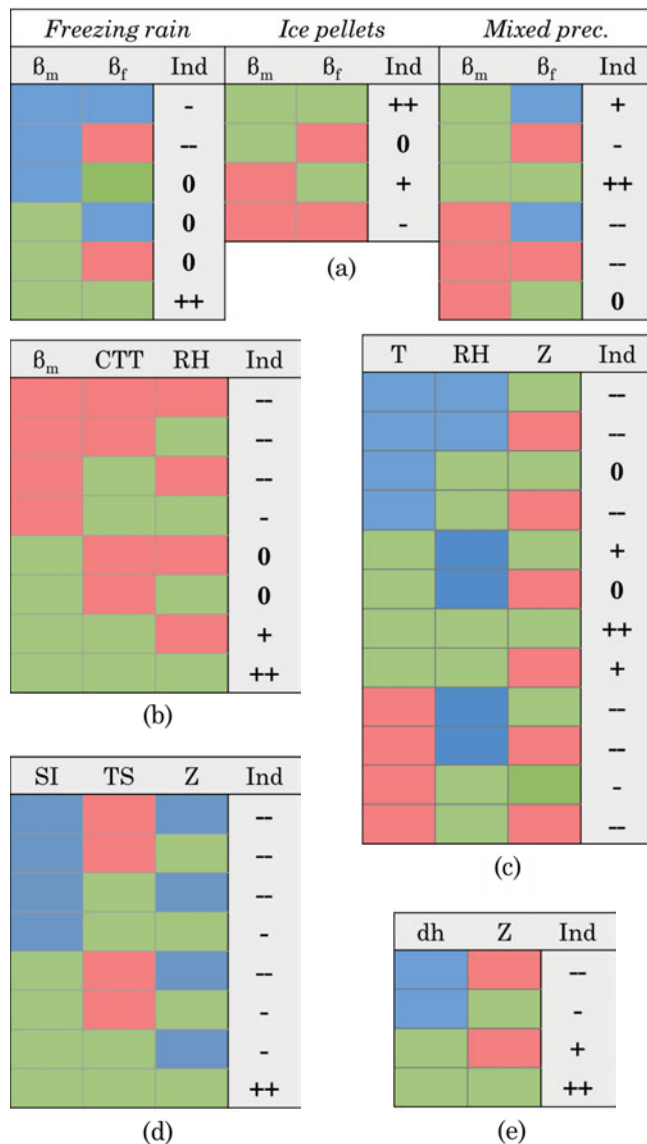 Freezing rain Ice pellets Mixed prec.
βm βf Ind βm βf Ind βm βf Ind
- ++ +
-- 0 -
0 + ++
0 - --
0 --
++ 0
(a)
βm CTT RH Ind
--
--
--
-
0
0
+
++
(b)
T RH Z Ind
--
--
0
--
+
0
++
+
--
--
-
--
(c)
SI TS Z Ind
--
--
--
-
--
-
-
++
(d)
dh Z Ind
--
-
+
++
(e)